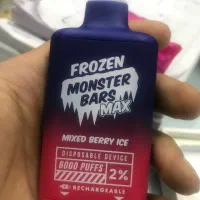 FROZEN
MONSTER
BARS
MAX
MIXED BERRY ICE
DISPOSABLE DEVICE
6000 PUFFS
2%
RECHARGEABLE